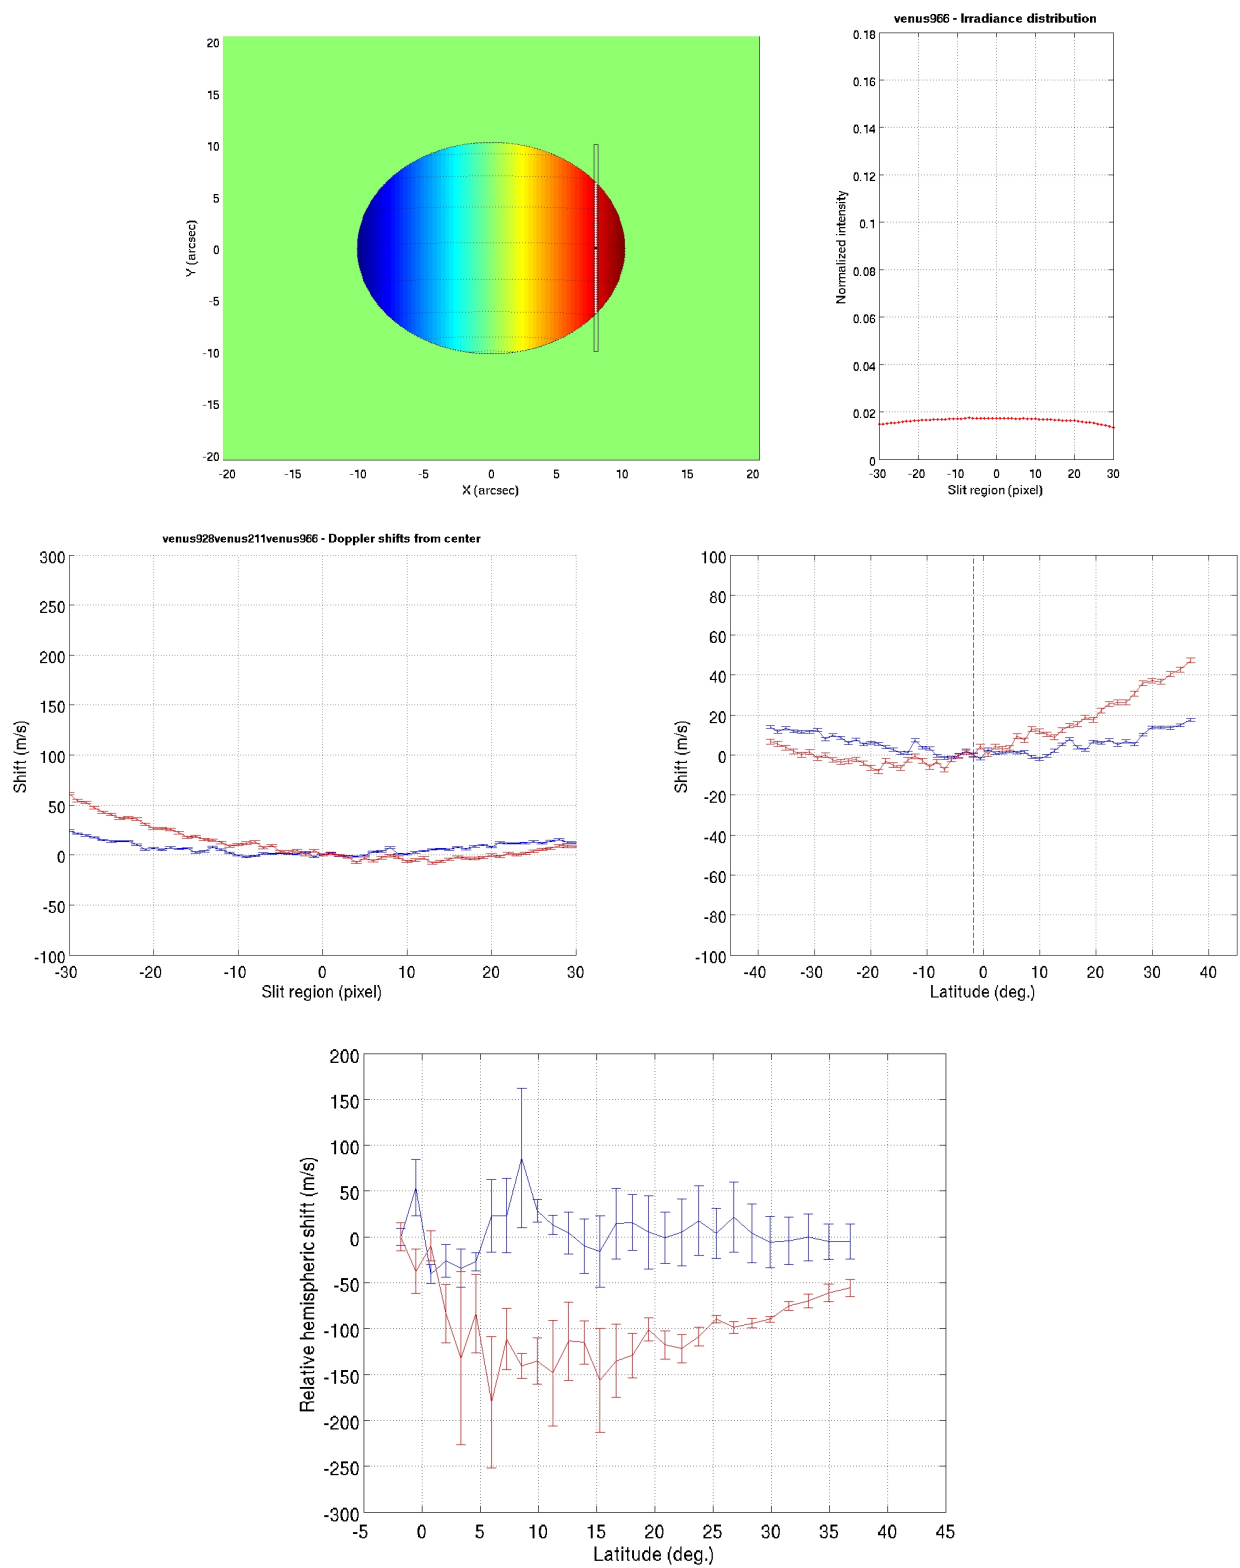 venus966 - Irradiance distribution
20
15
10
5
0
-5
-10
-15
-20
Y (arcsec)
-20 -15 -10 -5 0 5 10 15 20
X (arcsec)
0.18
0.16
0.14
0.12
0.1
0.08
0.06
0.04
0.02
0
Normalized intensity
-30 -20 -10 0 10 20 30
Slit region (pixel)
venus928venus211venus966 - Doppler shifts from center
300
250
200
150
100
50
0
-50
-100
Shift (m/s)
-30 -20 -10 0 10 20 30
Slit region (pixel)
100
80
60
40
20
0
-20
-40
-60
-80
-100
Shift (m/s)
-40 -30 -20 -10 0 10 20 30 40
Latitude (deg.)
200
150
100
50
0
-50
-100
-150
-200
-250
-300
Relative hemispheric shift (m/s)
-5 0 5 10 15 20 25 30 35 40 45
Latitude (deg.)